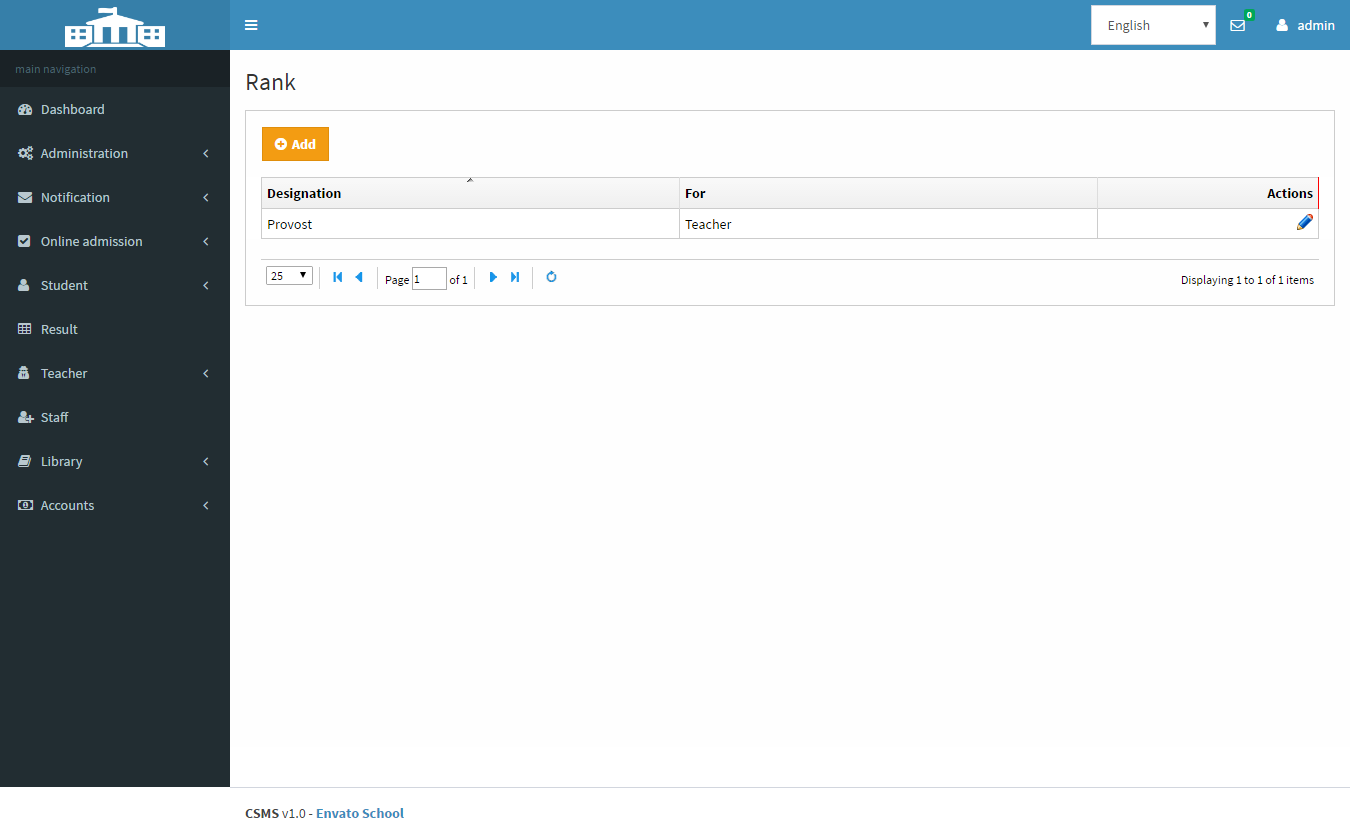 English
0
admin
main navigation
Dashboard
Administration
Notification
Online admission
Student
Result
Teacher
Staff
Library
Accounts
Rank
Add
Designation For Actions
Provost Teacher
25 Page 1 of 1 Displaying 1 to 1 of 1 items
CSMS v1.0 - Envato School